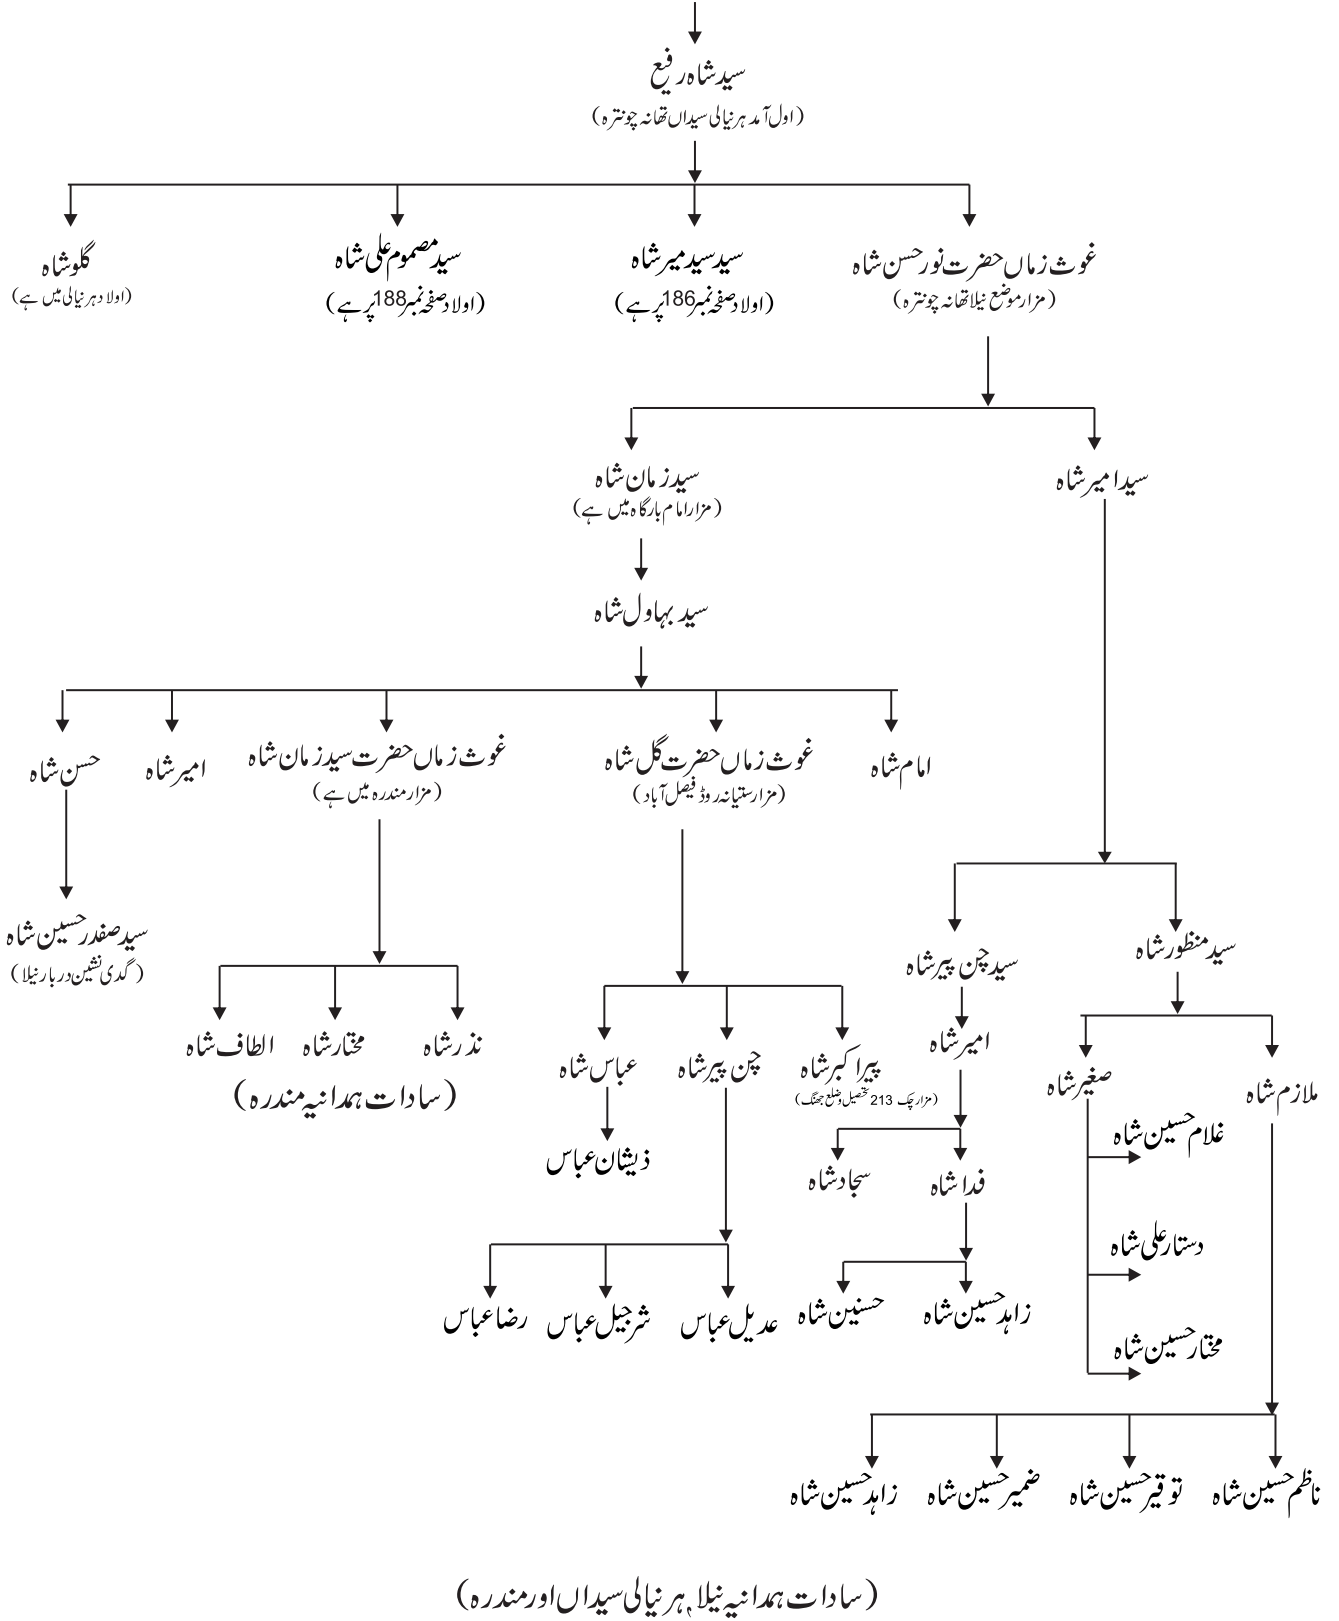 سید شاہ رفیع
(اول آمد ہرنیالی سیداں تھانہ چونترہ)
غوث زماں حضرت نور حسن شاہ
(مزار موضع نیلا تھانہ چونترہ)
سید سید میر شاہ
(اولاد صفحہ نمبر 186 پر ہے)
سید مصموم علی شاہ
(اولاد صفحہ نمبر 188 پر ہے)
گلو شاہ
(اولاد ہرنیالی میں ہے)
سید امیر شاہ
سید زمان شاہ
(مزار امام بارگاہ میں ہے)
سید بہاول شاہ
امام شاہ
غوث زماں حضرت گل شاہ
(مزار ستیانہ روڈ فیصل آباد)
غوث زماں حضرت سید زمان شاہ
(مزار مندرہ میں ہے)
امیر شاہ
حسن شاہ
سید صفدر حسین شاہ
(گدی نشین دربار نیلا)
سید منظور شاہ
سید چن پیر شاہ
نذر شاہ
مختار شاہ
الطاف شاہ
(سادات ہمدانیہ مندرہ)
امیر شاہ
پیر اکبر شاہ
(مزار چک 213 تحصیل و ضلع جھنگ)
چن پیر شاہ
عباس شاہ
ذیشان عباس
ملازم شاہ
صغیر شاہ
غلام حسین شاہ
دستار علی شاہ
مختار حسین شاہ
فدا شاہ
سجاد شاہ
زاہد حسین شاہ
حسنین شاہ
عدیل عباس
شرجیل عباس
رضا عباس
ناظم حسین شاہ
توقیر حسین شاہ
ضمیر حسین شاہ
زاہد حسین شاہ
(سادات ہمدانیہ نیلا، ہرنیالی سیداں اور مندرہ)